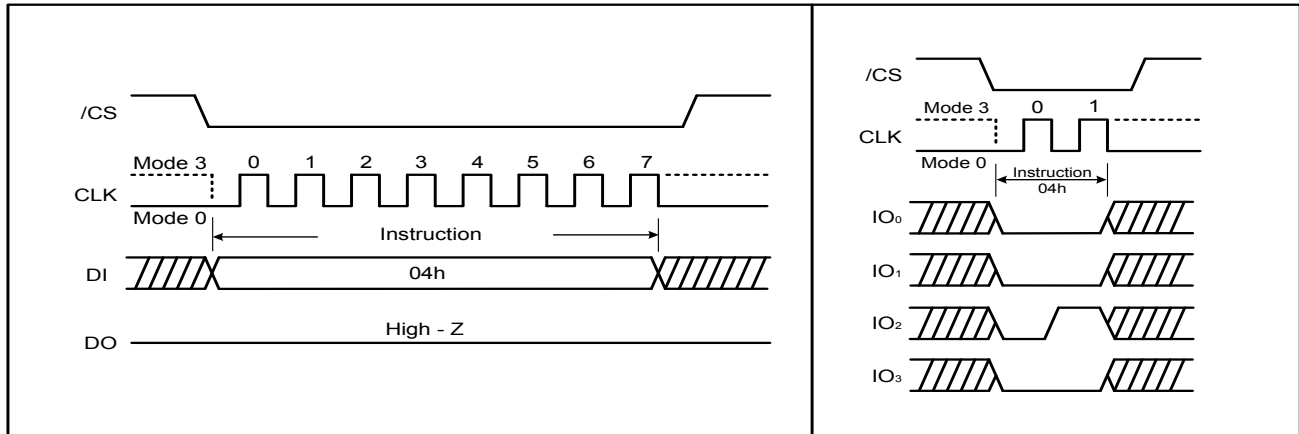 /CS
Mode 3 0 1 2 3 4 5 6 7
CLK
Mode 0
Instruction
DI 04h
High - Z
DO
/CS
Mode 3 0 1
CLK
Mode 0
Instruction
04h
IO₀
IO₁
IO₂
IO₃